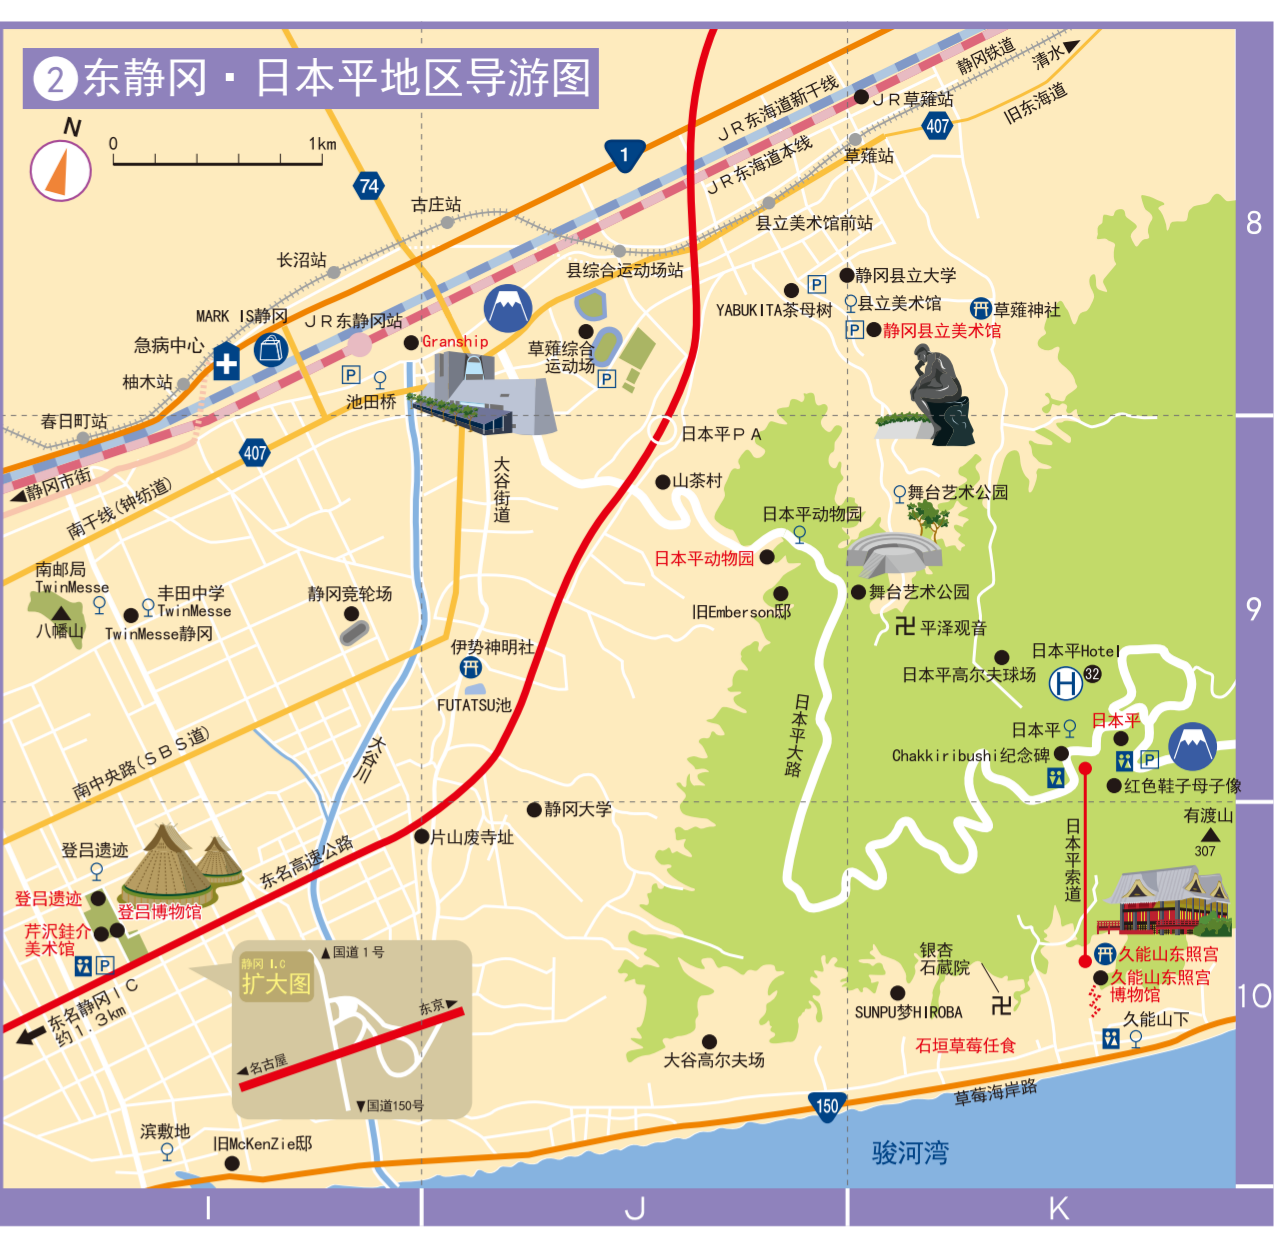 2 东静冈・日本平地区导游图
N
0 1km
静冈铁道
清水▶
旧东海道
JR东海道新干线
JR草薙站
407
1
JR东海道本线
草薙站
74
古庄站
8
县立美术馆前站
长沼站
县综合运动场站
静冈县立大学
P
YABUKITA茶母树
县立美术馆
草薙神社
P
静冈县立美术馆
MARK IS静冈
JR东静冈站
急病中心
Granship
草薙综合
运动场
P
柚木站
P
池田桥
春日町站
日本平PA
407
◀静冈市街
南干线(钟纺道)
大谷街道
山茶村
舞台艺术公园
日本平动物园
日本平动物园
南邮局
TwinMesse
丰田中学
TwinMesse
静冈竞轮场
旧Emberson邸
舞台艺术公园
9
八幡山
TwinMesse静冈
卍 平泽观音
伊势神明社
日本平Hotel
日本平高尔夫球场
H
32
FUTATSU池
日本平大路
日本平
日本平
南中央路(SBS道)
大谷川
Chakkiribushi纪念碑
P
红色鞋子母子像
静冈大学
有渡山
307
片山废寺址
日本平索道
登吕遗迹
东名高速公路
登吕遗迹
登吕博物馆
芹沢銈介
美术馆
P
静冈 I.C
扩大图
▲国道1号
东京▶
◀名古屋
▼国道150号
银杏
石蔵院
卍
久能山东照宫
久能山东照宫
博物馆
10
东名静冈IC
约1.3km
SUNPU梦HIROBA
久能山下
石垣草莓任食
大谷高尔夫场
草莓海岸路
150
滨敷地
旧McKenZie邸
骏河湾
I
J
K